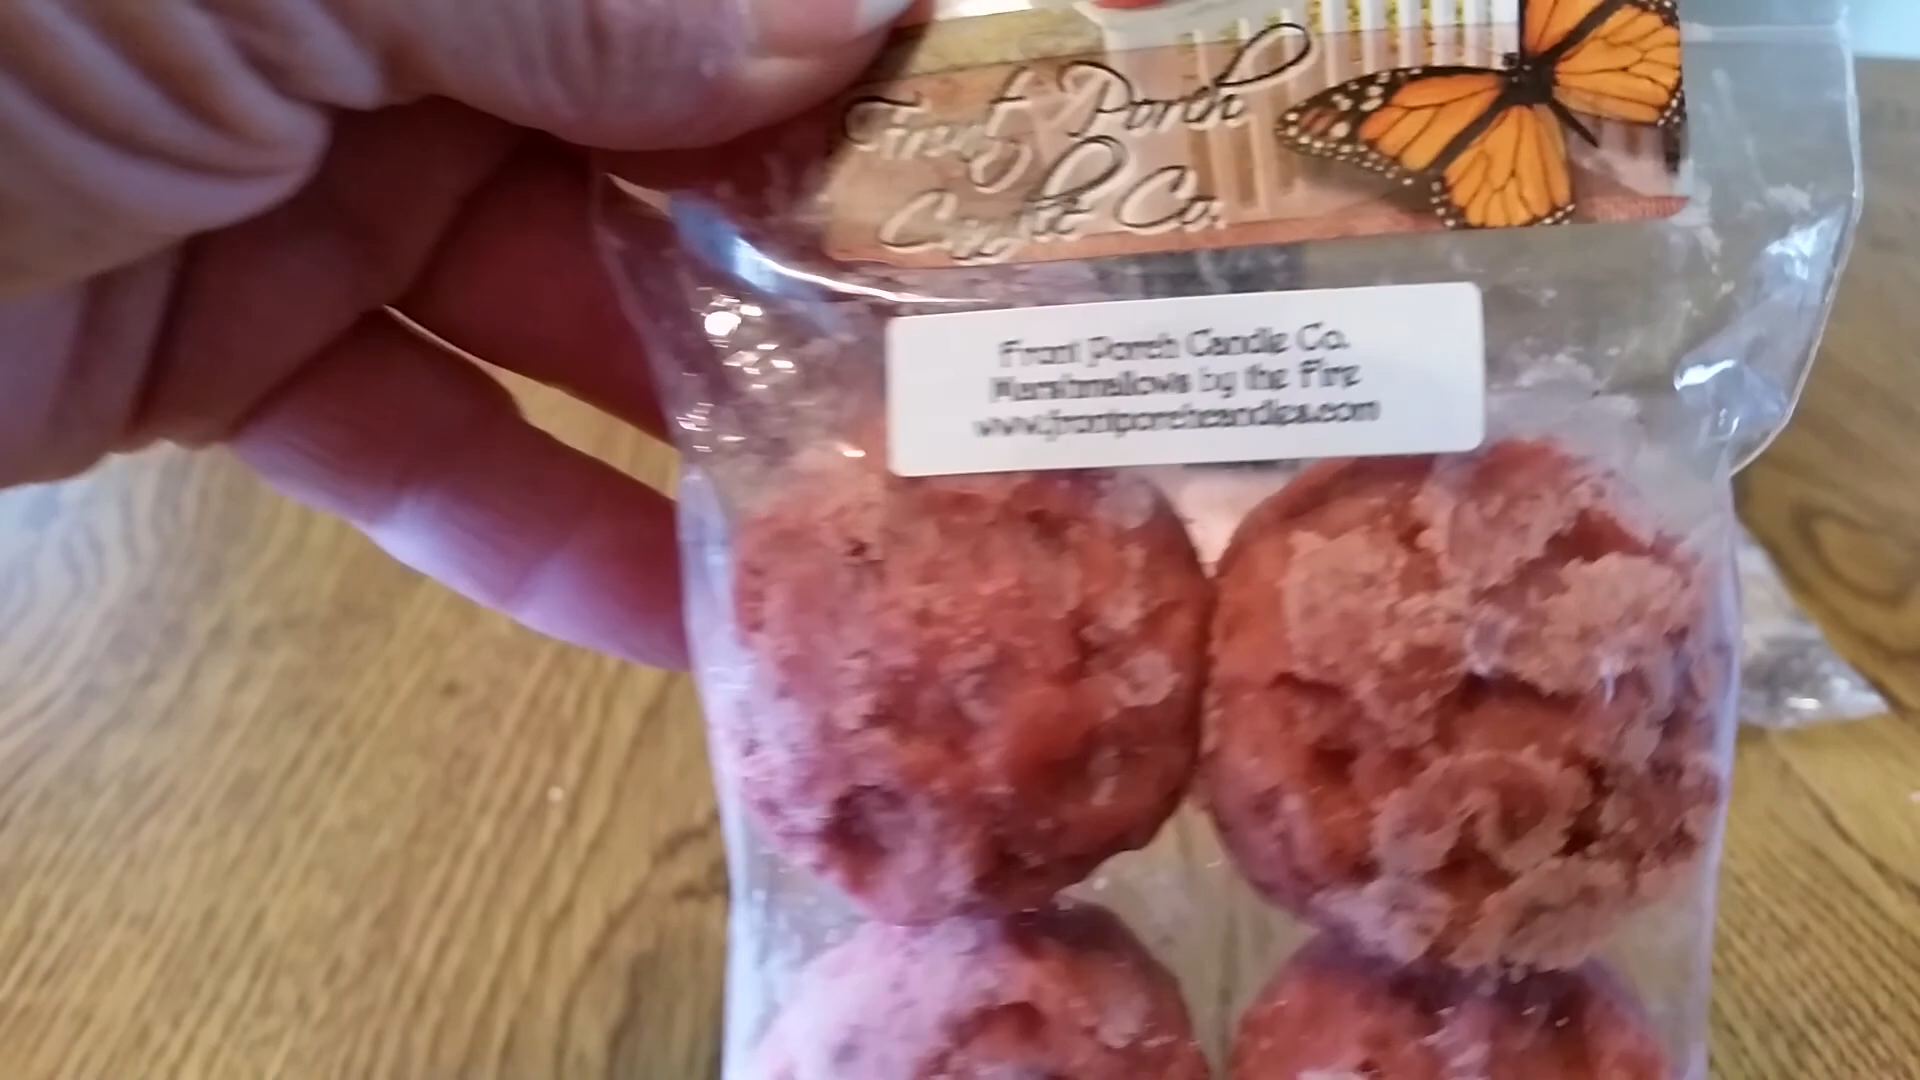 Front Porch
Candle Co.
Front Porch Candle Co.
Marshmallows by the Fire
www.frontporchcandles.com